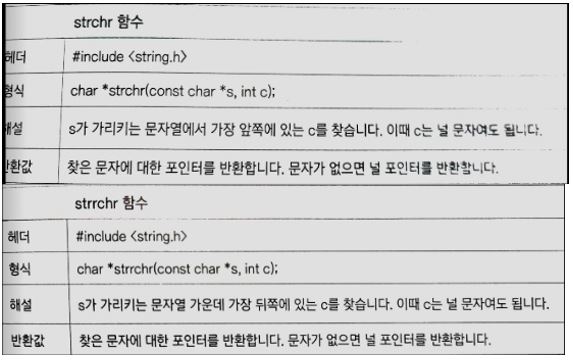 strchr 함수
헤더 #include <string.h>
형식 char *strchr(const char *s, int c);
해설 s가 가리키는 문자열에서 가장 앞쪽에 있는 c를 찾습니다. 이때 c는 널 문자여도 됩니다.
반환값 찾은 문자에 대한 포인터를 반환합니다. 문자가 없으면 널 포인터를 반환합니다.
strrchr 함수
헤더 #include <string.h>
형식 char *strrchr(const char *s, int c);
해설 s가 가리키는 문자열 가운데 가장 뒤쪽에 있는 c를 찾습니다. 이때 c는 널 문자여도 됩니다.
반환값 찾은 문자에 대한 포인터를 반환합니다. 문자가 없으면 널 포인터를 반환합니다.